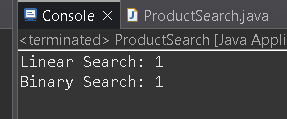 Console ProductSearch.java
<terminated> ProductSearch [Java Appli
Linear Search: 1
Binary Search: 1